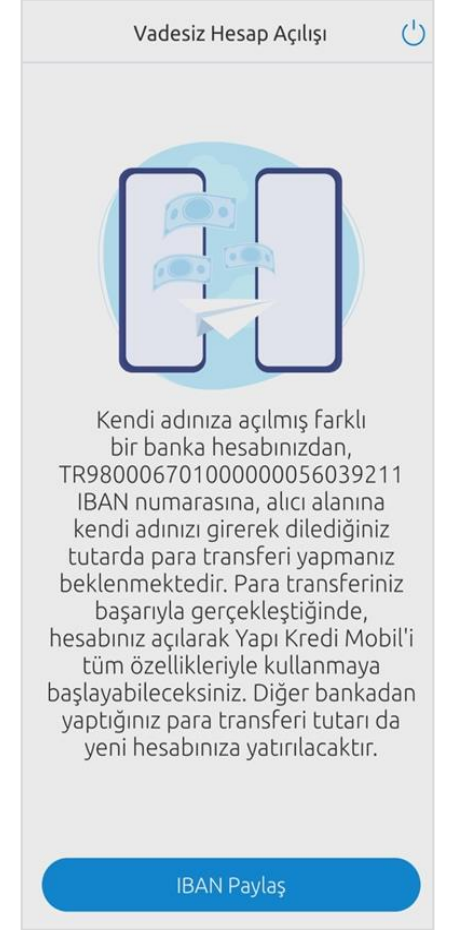 Vadesiz Hesap Açılışı
Kendi adınıza açılmış farklı
bir banka hesabınızdan,
TR980006701000000056039211
IBAN numarasına, alıcı alanına
kendi adınızı girerek dilediğiniz
tutarda para transferi yapmanız
beklenmektedir. Para transferiniz
başarıyla gerçekleştiğinde,
hesabınız açılarak Yapı Kredi Mobil'i
tüm özellikleriyle kullanmaya
başlayabileceksiniz. Diğer bankadan
yaptığınız para transferi tutarı da
yeni hesabınıza yatırılacaktır.
IBAN Paylaş